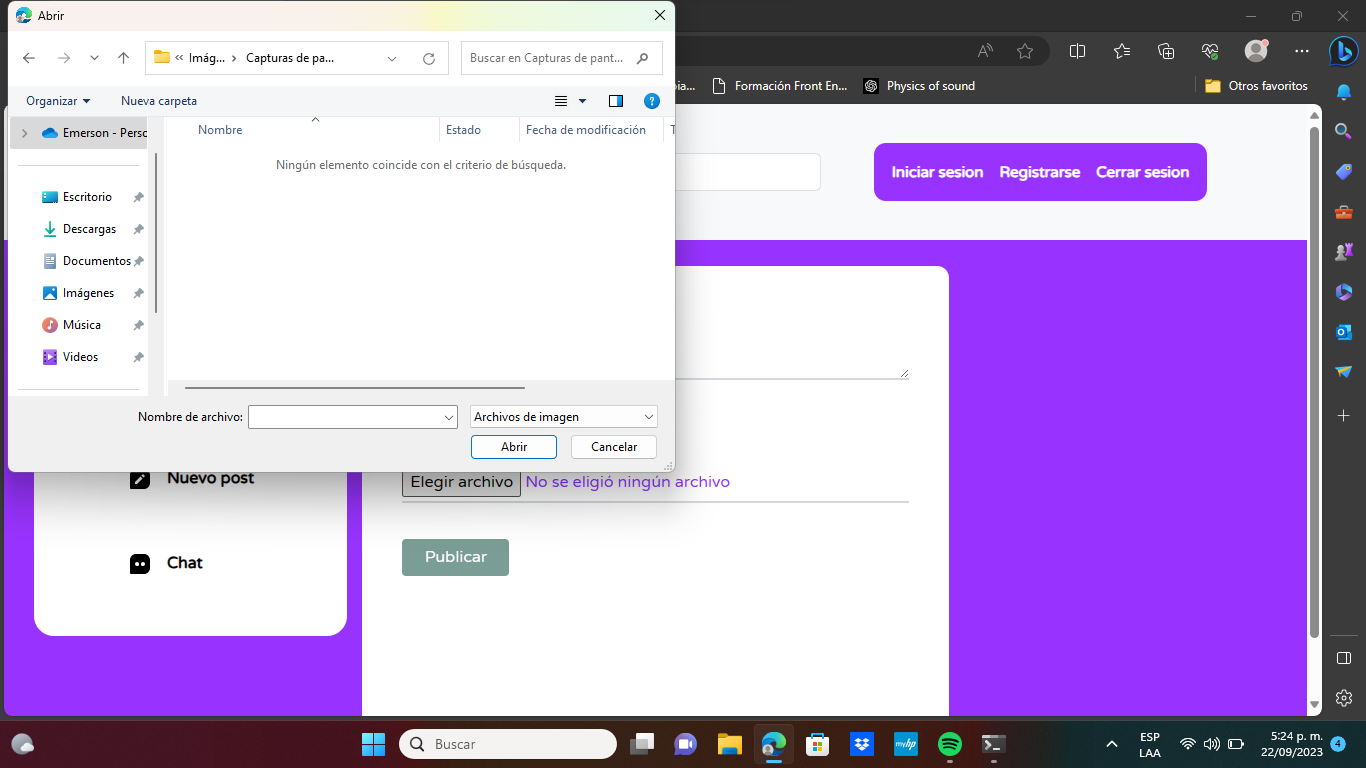 Abrir
Imág... Capturas de pa...
Buscar en Capturas de pant...
Organizar
Nueva carpeta
Nombre
Estado
Fecha de modificación
T
Emerson - Perso
Ningún elemento coincide con el criterio de búsqueda.
Escritorio
Descargas
Documentos
Imágenes
Música
Videos
Nombre de archivo:
Archivos de imagen
Abrir
Cancelar
Formación Front En...
Physics of sound
Otros favoritos
Iniciar sesion
Registrarse
Cerrar sesion
Nuevo post
Chat
Elegir archivo
No se eligió ningún archivo
Publicar
Buscar
myhp
ESP
LAA
5:24 p. m.
22/09/2023
4